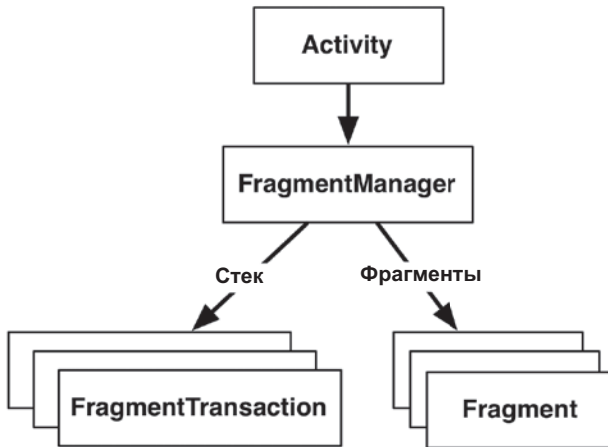 Activity
FragmentManager
Стек
Фрагменты
FragmentTransaction
Fragment